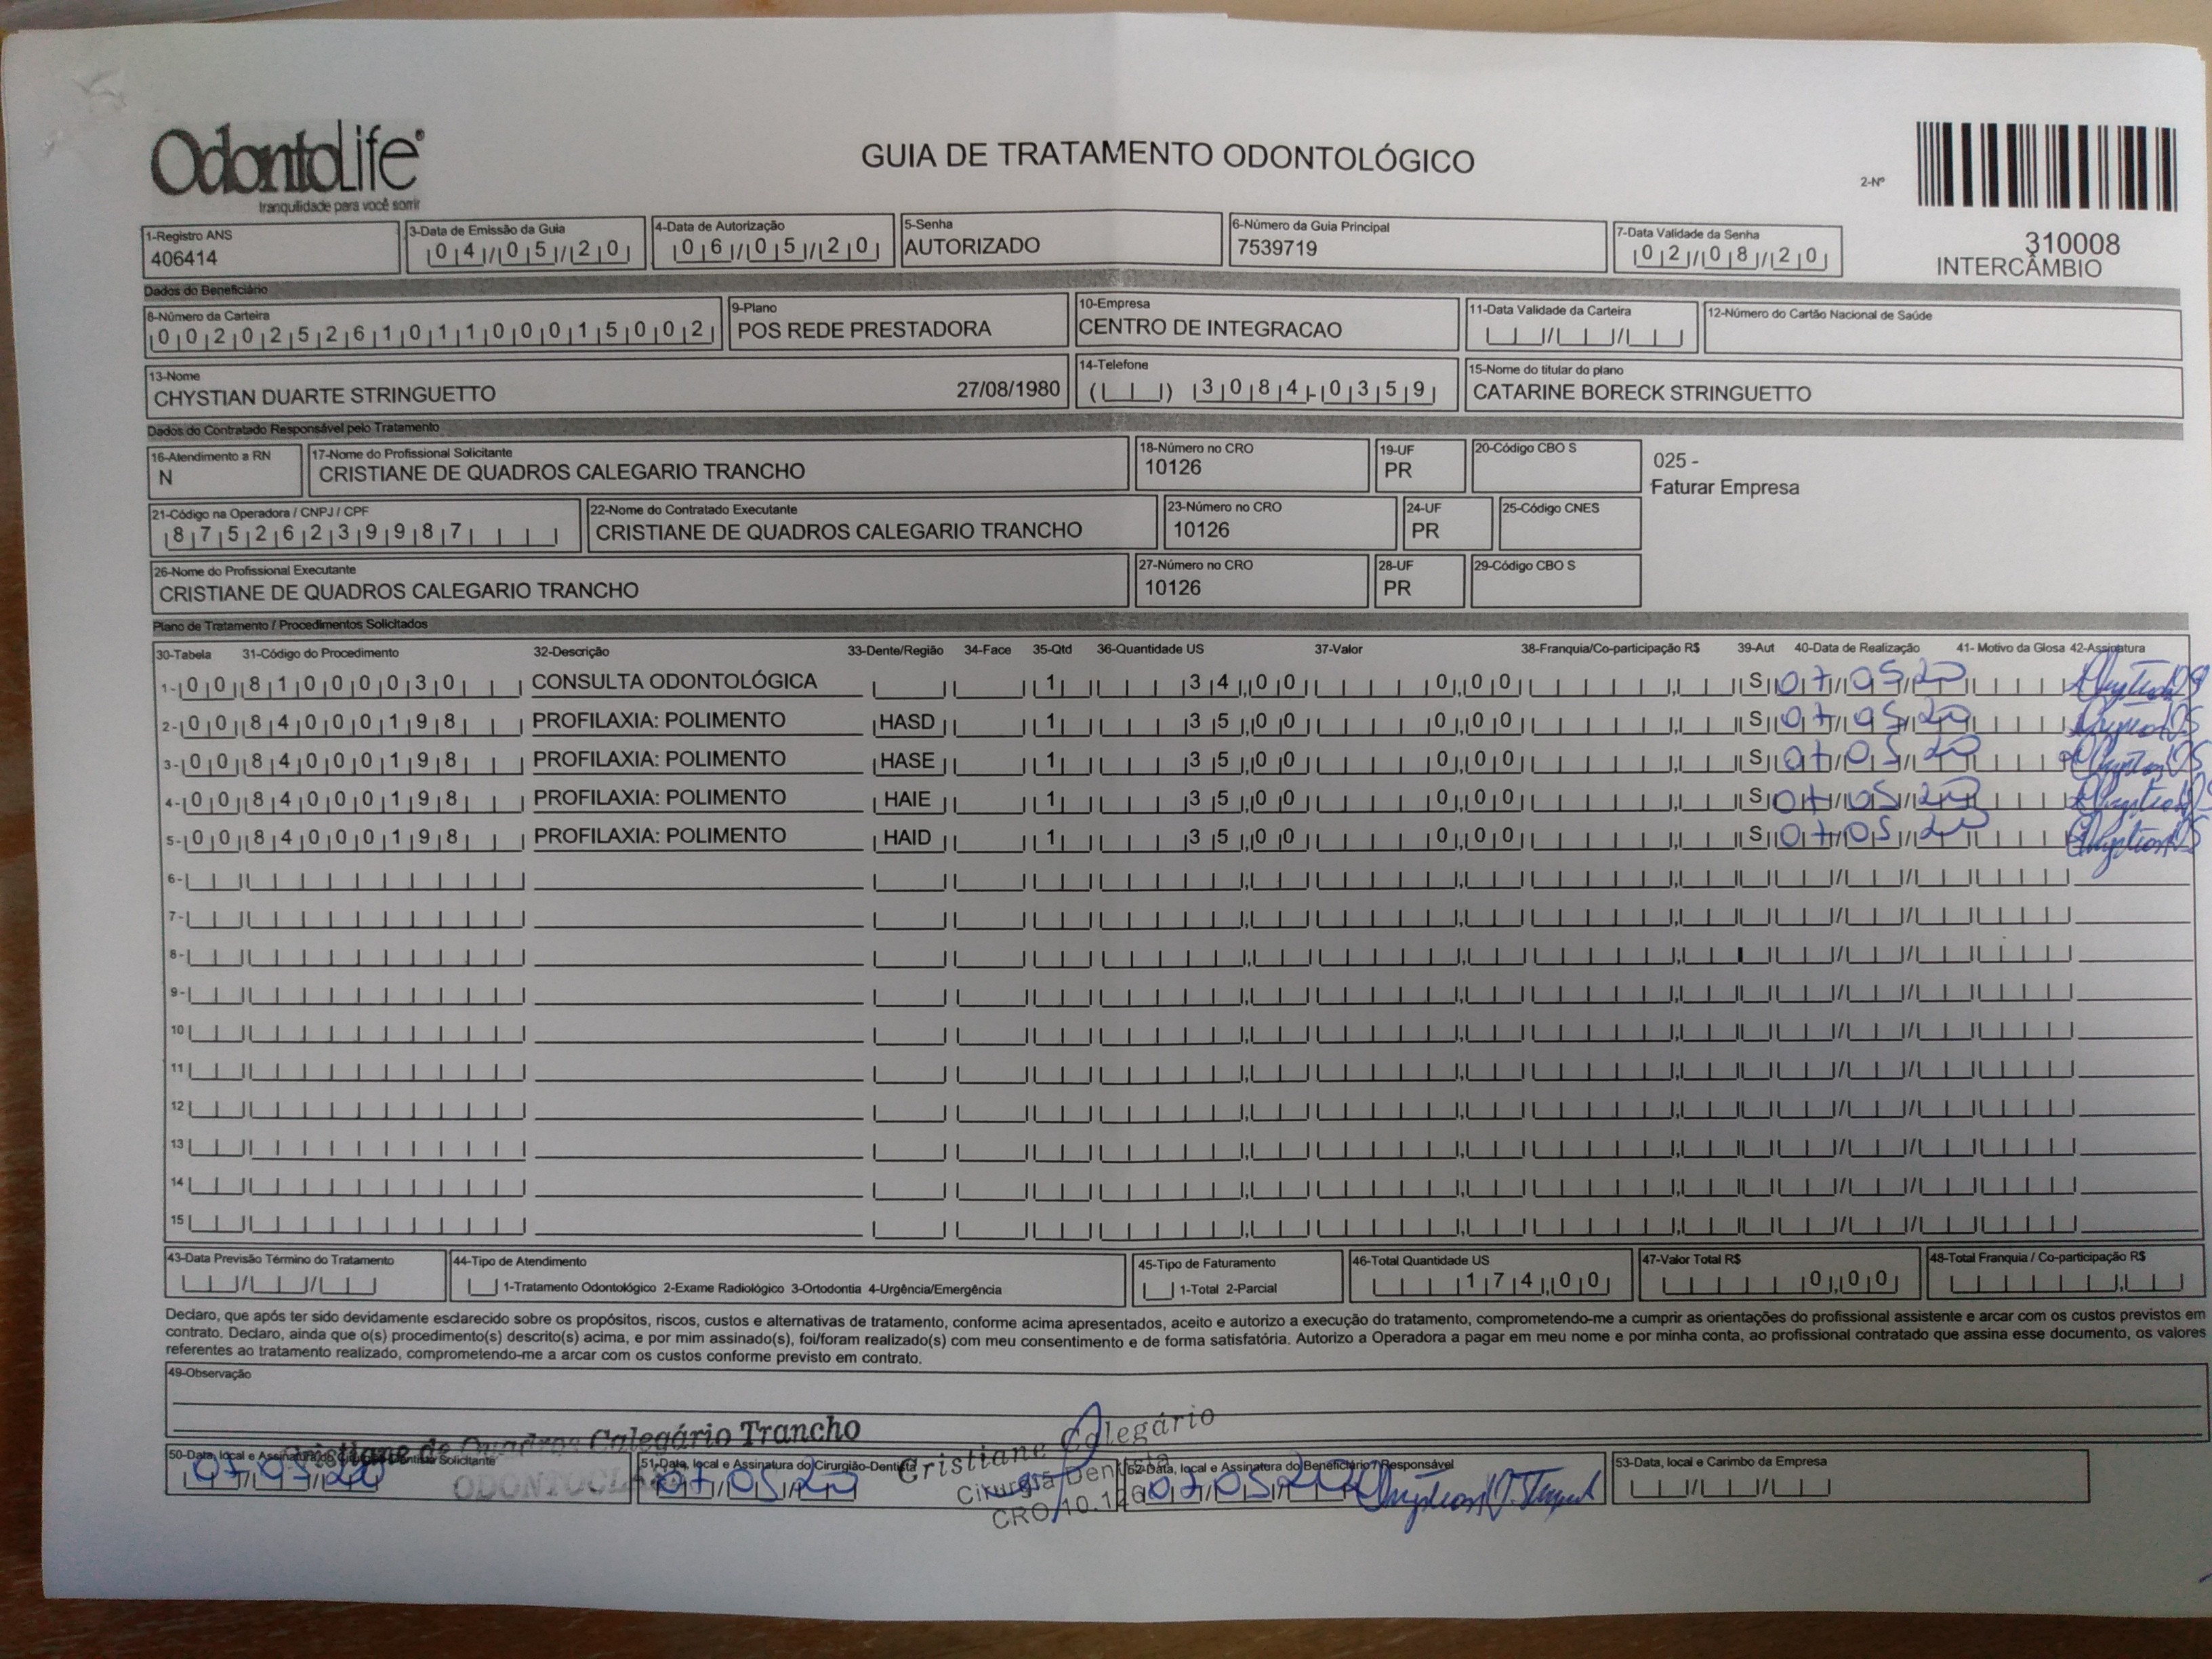 OdontoLife®
tranquilidade para você sorrir
GUIA DE TRATAMENTO ODONTOLÓGICO
2-Nº
310008
INTERCÂMBIO
1-Registro ANS
406414
3-Data de Emissão da Guia
04/05/20
4-Data de Autorização
06/05/20
5-Senha
AUTORIZADO
6-Número da Guia Principal
7539719
7-Data Validade da Senha
02/08/20
Dados do Beneficiário
8-Número da Carteira
00202526101100015002
9-Plano
POS REDE PRESTADORA
10-Empresa
CENTRO DE INTEGRACAO
11-Data Validade da Carteira
12-Número do Cartão Nacional de Saúde
13-Nome
CHYSTIAN DUARTE STRINGUETTO 27/08/1980
14-Telefone
( ) 3084-0359
15-Nome do titular do plano
CATARINE BORECK STRINGUETTO
Dados do Contratado Responsável pelo Tratamento
16-Atendimento a RN
N
17-Nome do Profissional Solicitante
CRISTIANE DE QUADROS CALEGARIO TRANCHO
18-Número no CRO
10126
19-UF
PR
20-Código CBO S
025 -
Faturar Empresa
21-Código na Operadora / CNPJ / CPF
87526239987
22-Nome do Contratado Executante
CRISTIANE DE QUADROS CALEGARIO TRANCHO
23-Número no CRO
10126
24-UF
PR
25-Código CNES
26-Nome do Profissional Executante
CRISTIANE DE QUADROS CALEGARIO TRANCHO
27-Número no CRO
10126
28-UF
PR
29-Código CBO S
Plano de Tratamento / Procedimentos Solicitados
30-Tabela 31-Código do Procedimento 32-Descrição 33-Dente/Região 34-Face 35-Qtd 36-Quantidade US 37-Valor 38-Franquia/Co-participação R$ 39-Aut 40-Data de Realização 41- Motivo da Glosa 42-Assinatura
1- 00 81000030 CONSULTA ODONTOLÓGICA 1 34,00 0,00 S 07/05/20
2- 00 84000198 PROFILAXIA: POLIMENTO HASD 1 35,00 0,00 S 07/05/20
3- 00 84000198 PROFILAXIA: POLIMENTO HASE 1 35,00 0,00 S 07/05/20
4- 00 84000198 PROFILAXIA: POLIMENTO HAIE 1 35,00 0,00 S 07/05/20
5- 00 84000198 PROFILAXIA: POLIMENTO HAID 1 35,00 0,00 S 07/05/20
6-
7-
8-
9-
10
11
12
13
14
15
43-Data Previsão Término do Tratamento
44-Tipo de Atendimento
1-Tratamento Odontológico 2-Exame Radiológico 3-Ortodontia 4-Urgência/Emergência
45-Tipo de Faturamento
1-Total 2-Parcial
46-Total Quantidade US
174,00
47-Valor Total R$
0,00
48-Total Franquia / Co-participação R$
Declaro, que após ter sido devidamente esclarecido sobre os propósitos, riscos, custos e alternativas de tratamento, conforme acima apresentados, aceito e autorizo a execução do tratamento, comprometendo-me a cumprir as orientações do profissional assistente e arcar com os custos previstos em
contrato. Declaro, ainda que o(s) procedimento(s) descrito(s) acima, e por mim assinado(s), foi/foram realizado(s) com meu consentimento e de forma satisfatória. Autorizo a Operadora a pagar em meu nome e por minha conta, ao profissional contratado que assina esse documento, os valores
referentes ao tratamento realizado, comprometendo-me a arcar com os custos conforme previsto em contrato.
49-Observação
Cristiane de Quadros Calegário Trancho
Cristiane Calegário
Cirurgiã Dentista
CRO 10.126
50-Data, local e Assinatura do Cirurgião-Dentista Solicitante
07/05/20
51-Data, local e Assinatura do Cirurgião-Dentista
07/05/20
52-Data, local e Assinatura do Beneficiário / Responsável
07/05/20
53-Data, local e Carimbo da Empresa